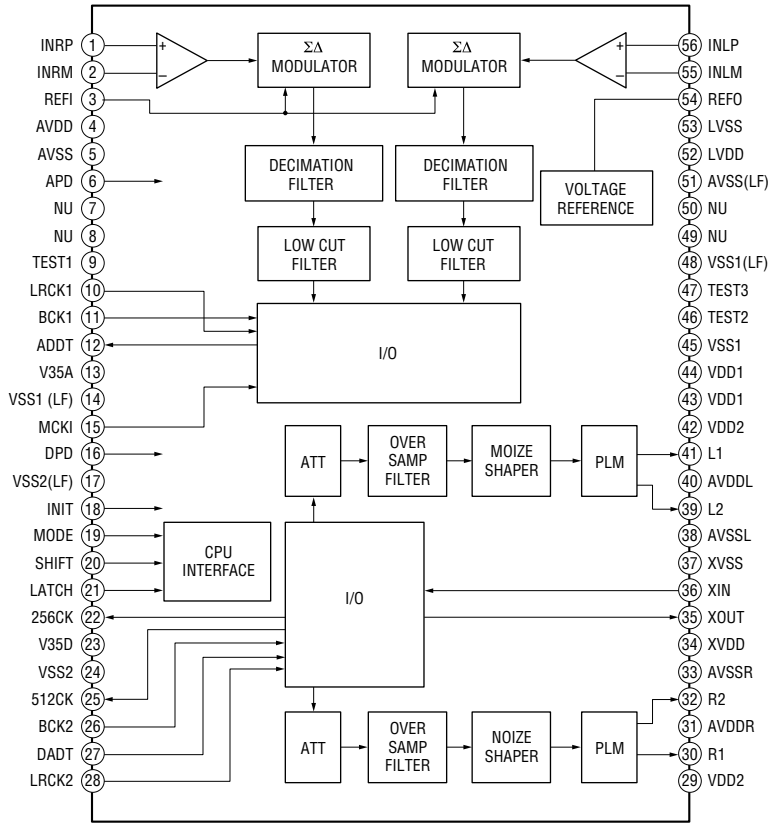 INRP 1
INRM 2
REFI 3
AVDD 4
AVSS 5
APD 6
NU 7
NU 8
TEST1 9
LRCK1 10
BCK1 11
ADDT 12
V35A 13
VSS1 (LF) 14
MCKI 15
DPD 16
VSS2(LF) 17
INIT 18
MODE 19
SHIFT 20
LATCH 21
256CK 22
V35D 23
VSS2 24
512CK 25
BCK2 26
DADT 27
LRCK2 28
+
−
ΣΔ
MODULATOR
ΣΔ
MODULATOR
+
−
DECIMATION
FILTER
DECIMATION
FILTER
VOLTAGE
REFERENCE
LOW CUT
FILTER
LOW CUT
FILTER
I/O
ATT
OVER
SAMP
FILTER
MOIZE
SHAPER
PLM
CPU
INTERFACE
I/O
ATT
OVER
SAMP
FILTER
NOIZE
SHAPER
PLM
56 INLP
55 INLM
54 REFO
53 LVSS
52 LVDD
51 AVSS(LF)
50 NU
49 NU
48 VSS1(LF)
47 TEST3
46 TEST2
45 VSS1
44 VDD1
43 VDD1
42 VDD2
41 L1
40 AVDDL
39 L2
38 AVSSL
37 XVSS
36 XIN
35 XOUT
34 XVDD
33 AVSSR
32 R2
31 AVDDR
30 R1
29 VDD2